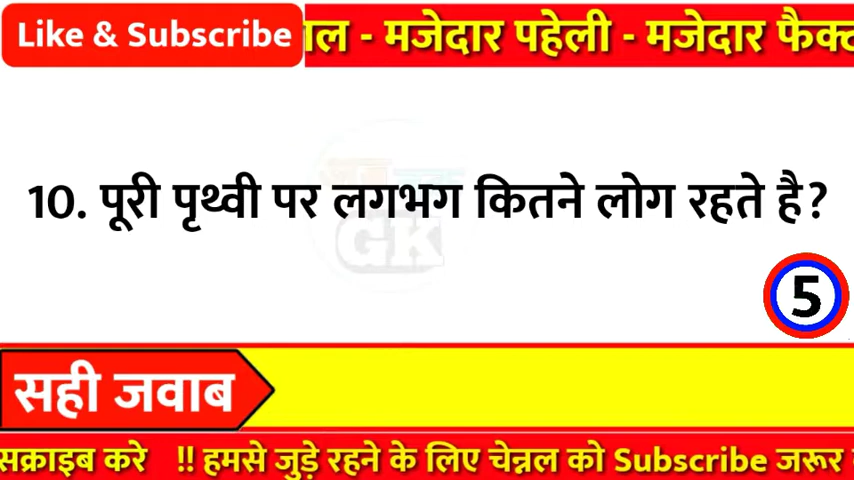 Like & Subscribe
ल - मजेदार पहेली - मजेदार फैक्ट
10. पूरी पृथ्वी पर लगभग कितने लोग रहते है?
GK
5
सही जवाब
सक्राइब करे !! हमसे जुड़े रहने के लिए चेन्नल को Subscribe जरूर